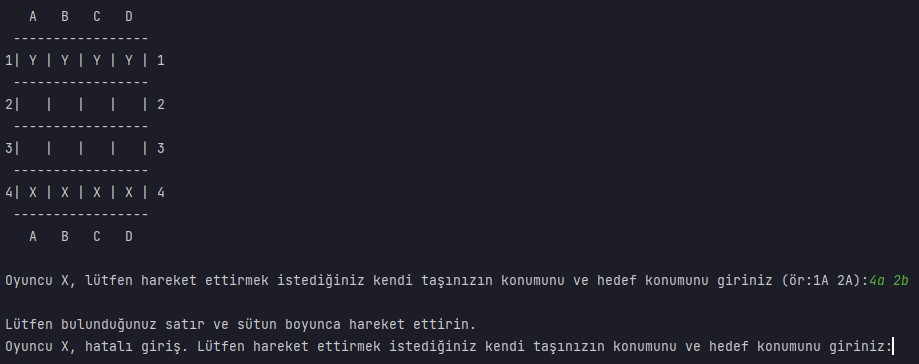 A   B   C   D
-----------------
1| Y | Y | Y | Y | 1
-----------------
2|   |   |   |   | 2
-----------------
3|   |   |   |   | 3
-----------------
4| X | X | X | X | 4
-----------------
A   B   C   D
Oyuncu X, lütfen hareket ettirmek istediğiniz kendi taşınızın konumunu ve hedef konumunu giriniz (ör:1A 2A):4a 2b
Lütfen bulunduğunuz satır ve sütun boyunca hareket ettirin.
Oyuncu X, hatalı giriş. Lütfen hareket ettirmek istediğiniz kendi taşınızın konumunu ve hedef konumunu giriniz: